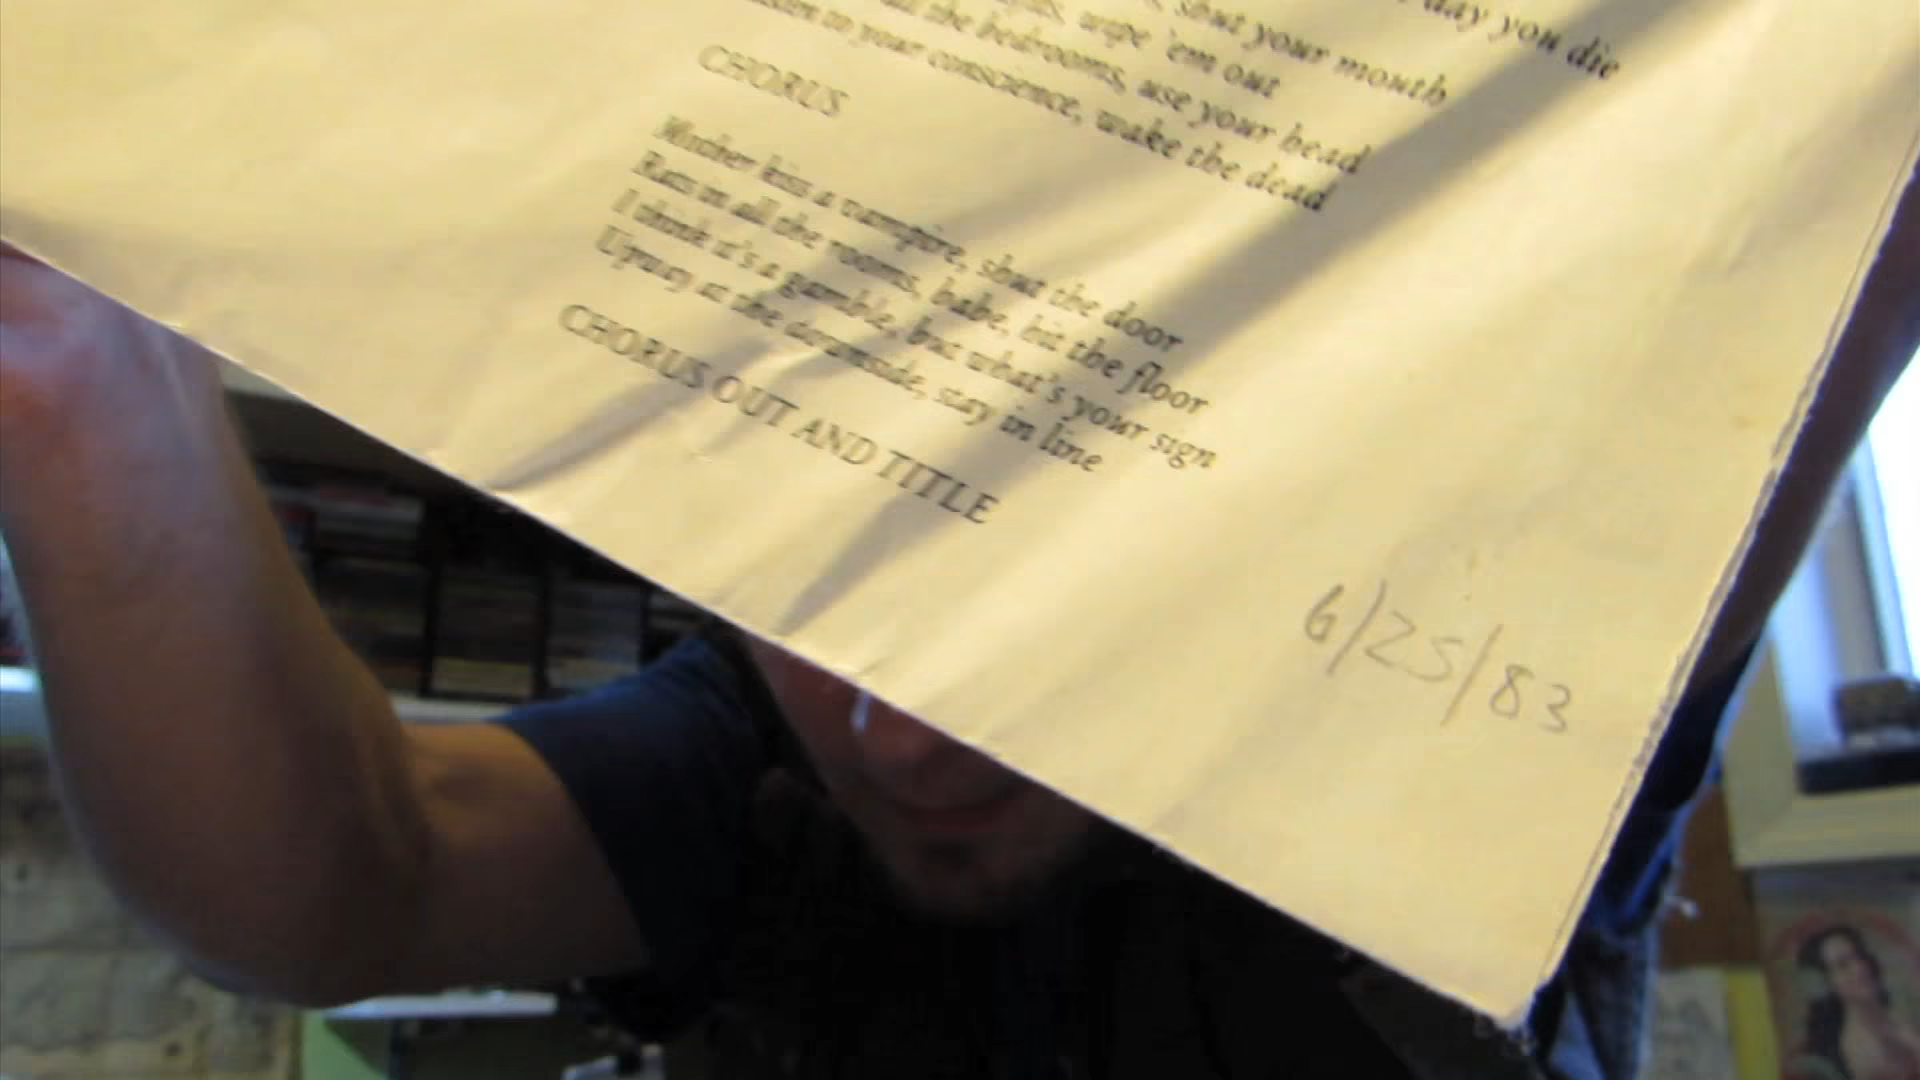 day you die
shut your mouth
wipe 'em out
the bedrooms, use your head
to your conscience, wake the dead
CHORUS
Mother kiss a vampire, shut the door
Rats in all the rooms, babe, hit the floor
I think it's a gamble, but what's your sign
Uptray at the downside, stay in line
CHORUS OUT AND TITLE
6/25/83